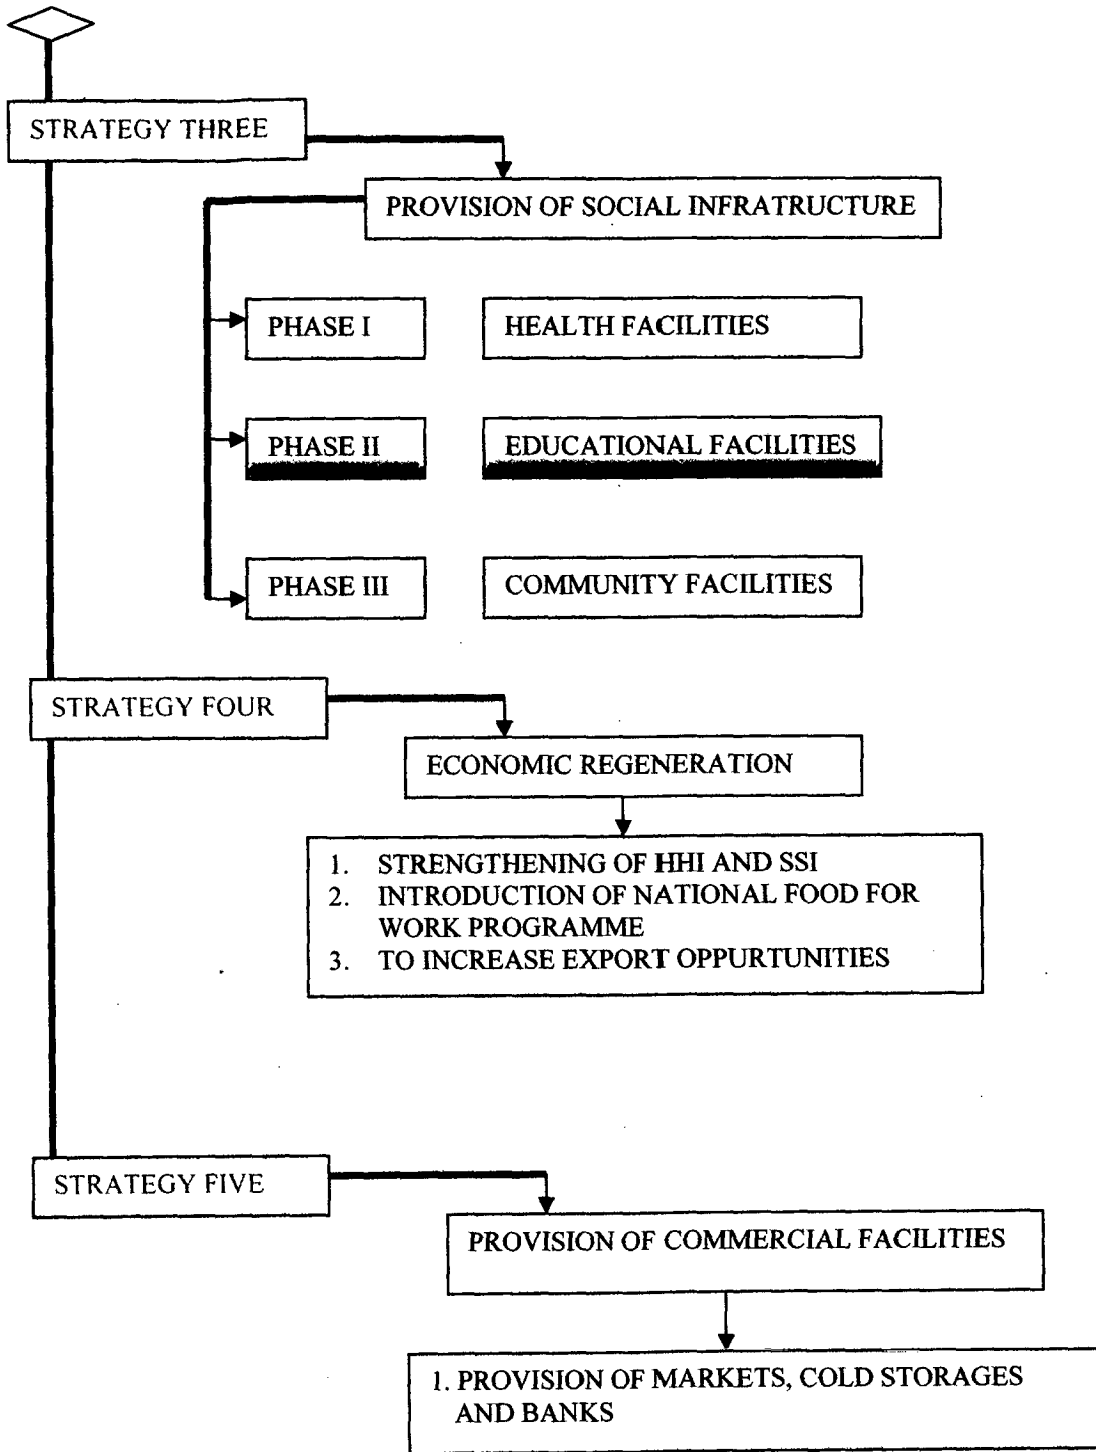 STRATEGY THREE
PROVISION OF SOCIAL INFRATRUCTURE
PHASE I HEALTH FACILITIES
PHASE II EDUCATIONAL FACILITIES
PHASE III COMMUNITY FACILITIES
STRATEGY FOUR
ECONOMIC REGENERATION
1. STRENGTHENING OF HHI AND SSI
2. INTRODUCTION OF NATIONAL FOOD FOR
WORK PROGRAMME
3. TO INCREASE EXPORT OPPURTUNITIES
STRATEGY FIVE
PROVISION OF COMMERCIAL FACILITIES
1. PROVISION OF MARKETS, COLD STORAGES
AND BANKS